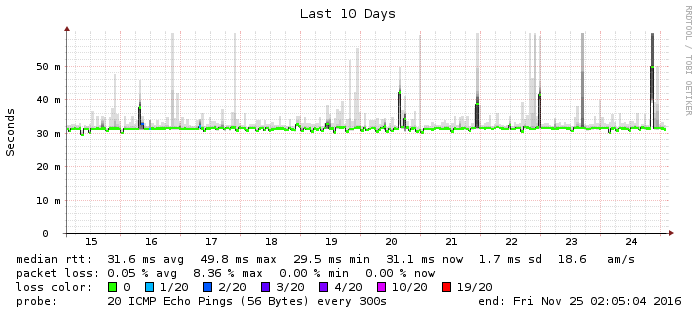 Last 10 Days
RRDTOOL / TOBI OETIKER
Seconds
50 m
40 m
30 m
20 m
10 m
0
15 16 17 18 19 20 21 22 23 24
median rtt: 31.6 ms avg 49.8 ms max 29.5 ms min 31.1 ms now 1.7 ms sd 18.6 am/s
packet loss: 0.05 % avg 8.36 % max 0.00 % min 0.00 % now
loss color: 0 1/20 2/20 3/20 4/20 10/20 19/20
probe: 20 ICMP Echo Pings (56 Bytes) every 300s end: Fri Nov 25 02:05:04 2016